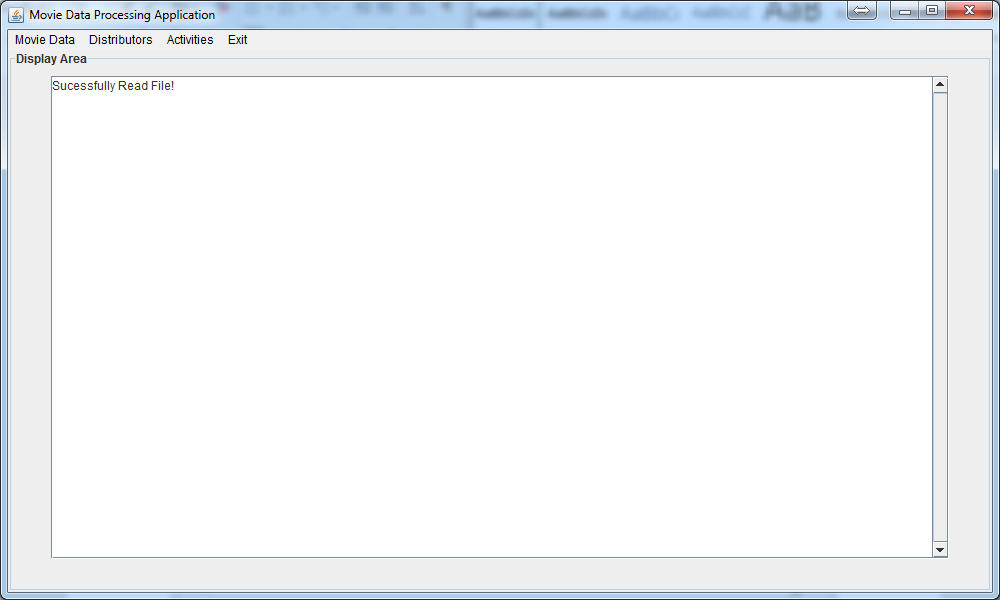 Movie Data Processing Application
Movie Data Distributors Activities Exit
Display Area
Sucessfully Read File!